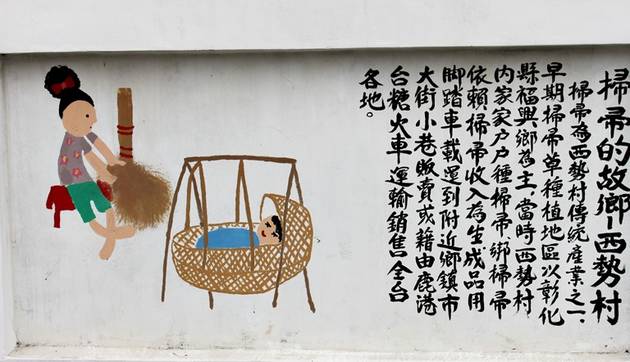 掃帚的故鄉-西勢村
掃帚為西勢村傳統產業之一、
早期掃帚草種植地區以彰化
縣福興鄉為主,當時西勢村
內家家戶戶種掃帚、綁掃帚
依賴掃帚收入為生成品用
腳踏車載運到附近鄉鎮市
大街小巷販賣或藉由鹿港
台糖火車運輸銷售全台
各地。